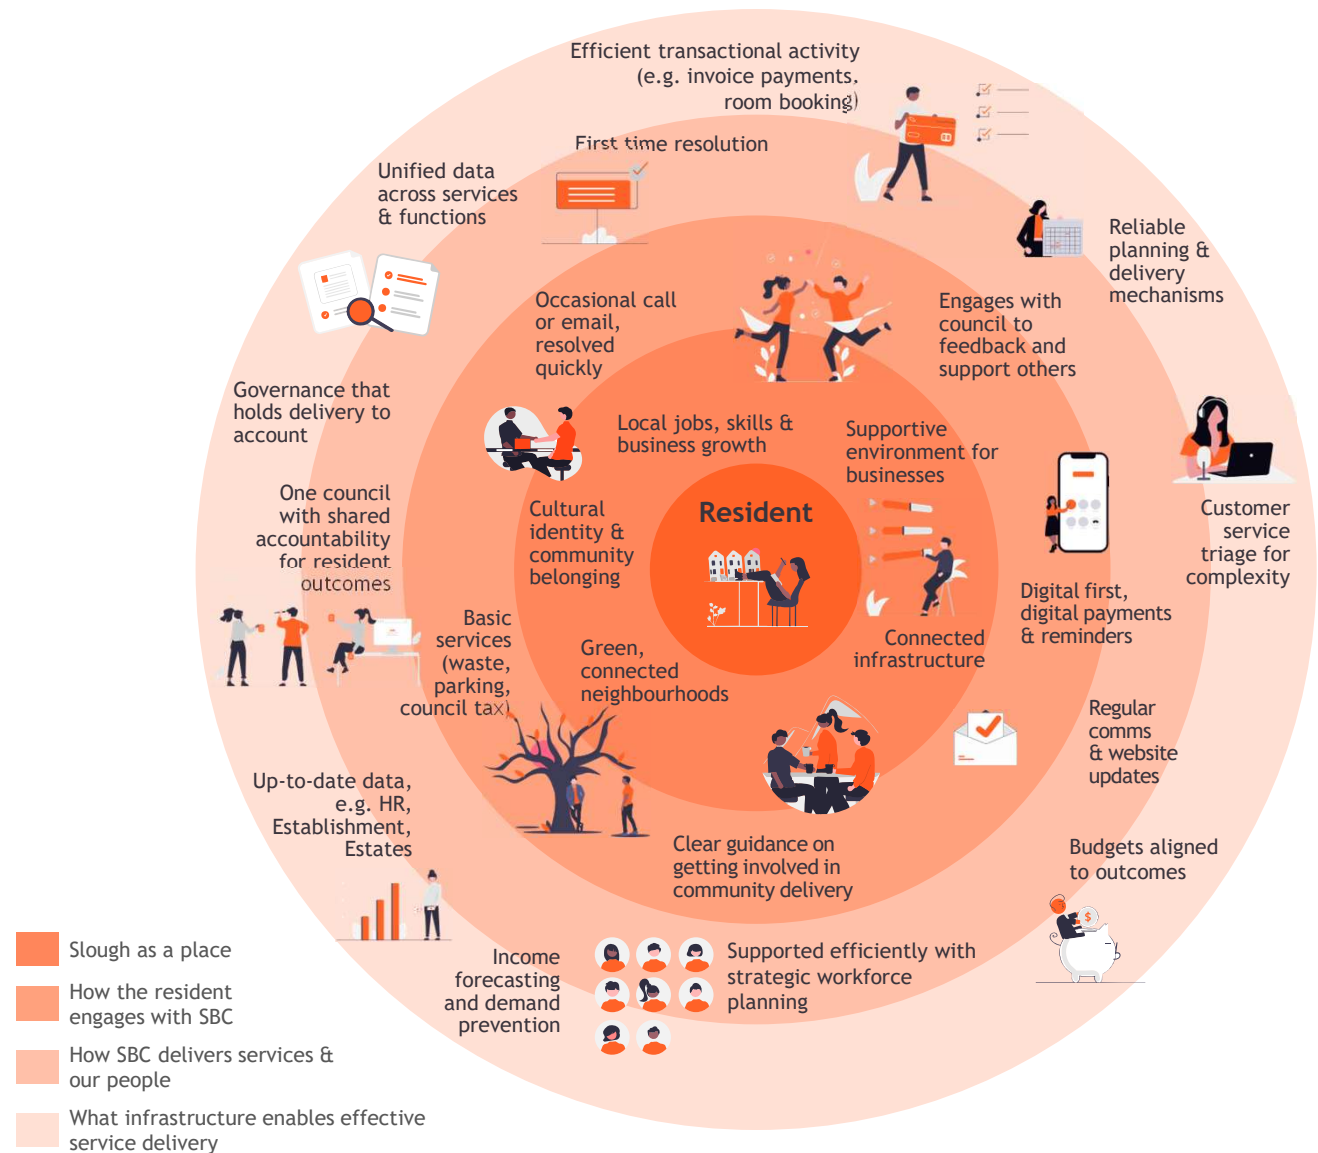 Efficient transactional activity
(e.g. invoice payments,
room booking)
First time resolution
Unified data
across services
& functions
Reliable
planning &
delivery
mechanisms
Occasional call
or email,
resolved
quickly
Engages with
council to
feedback and
support others
Governance that
holds delivery to
account
Local jobs, skills &
business growth
Supportive
environment for
businesses
One council
with shared
accountability
for resident
outcomes
Cultural
identity &
community
belonging
Resident
Customer
service
triage for
complexity
Digital first,
digital payments
& reminders
Basic
services
(waste,
parking,
council tax)
Green,
connected
neighbourhoods
Connected
infrastructure
Regular
comms
& website
updates
Up-to-date data,
e.g. HR,
Establishment,
Estates
Clear guidance on
getting involved in
community delivery
Budgets aligned
to outcomes
$
Income
forecasting
and demand
prevention
Supported efficiently with
strategic workforce
planning
Slough as a place
How the resident
engages with SBC
How SBC delivers services &
our people
What infrastructure enables effective
service delivery